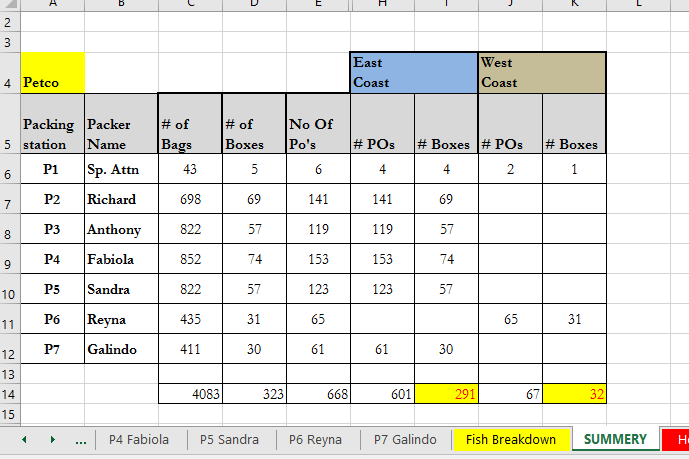 A B C D E H I J K L
2
3
East West
4 Petco Coast Coast
Packing Packer # of # of No Of
5 station Name Bags Boxes Po's # POs # Boxes # POs # Boxes
6 P1 Sp. Attn 43 5 6 4 4 2 1
7 P2 Richard 698 69 141 141 69
8 P3 Anthony 822 57 119 119 57
9 P4 Fabiola 852 74 153 153 74
10 P5 Sandra 822 57 123 123 57
11 P6 Reyna 435 31 65 65 31
12 P7 Galindo 411 30 61 61 30
13
14 4083 323 668 601 291 67 32
15
... P4 Fabiola P5 Sandra P6 Reyna P7 Galindo Fish Breakdown SUMMERY